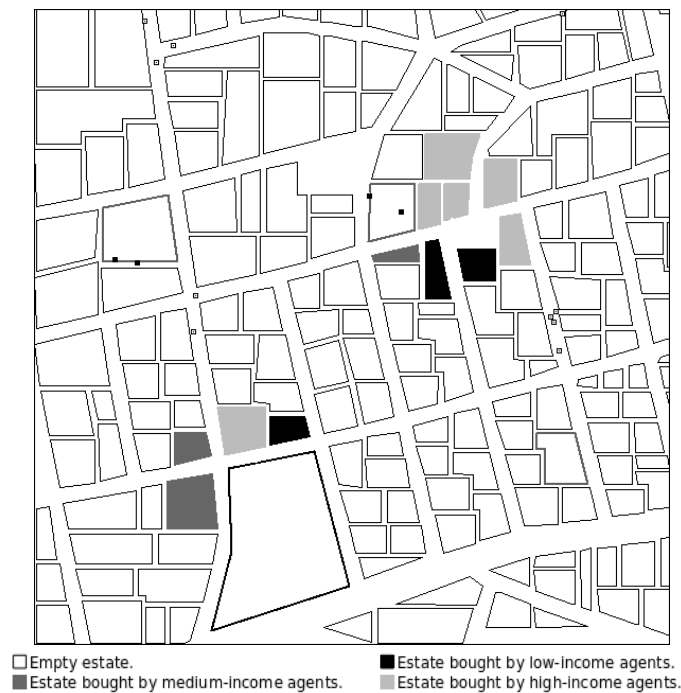 Empty estate.
Estate bought by low-income agents.
Estate bought by medium-income agents.
Estate bought by high-income agents.